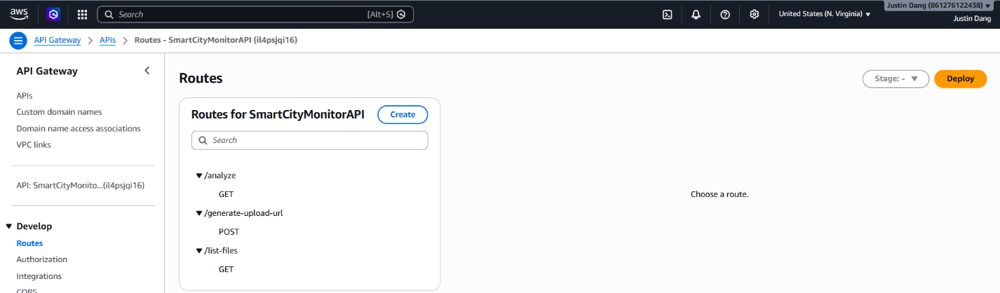 aws
Search
[Alt+S]
United States (N. Virginia)
Justin Dang (861276122438)
Justin Dang
API Gateway
APIs
Routes - SmartCityMonitorAPI (il4psjqi16)
API Gateway
APIs
Custom domain names
Domain name access associations
VPC links
API: SmartCityMonito...(il4psjqi16)
Develop
Routes
Authorization
Integrations
CORS
Routes
Stage: -
Deploy
Routes for SmartCityMonitorAPI
Create
Search
/analyze
GET
/generate-upload-url
POST
/list-files
GET
Choose a route.